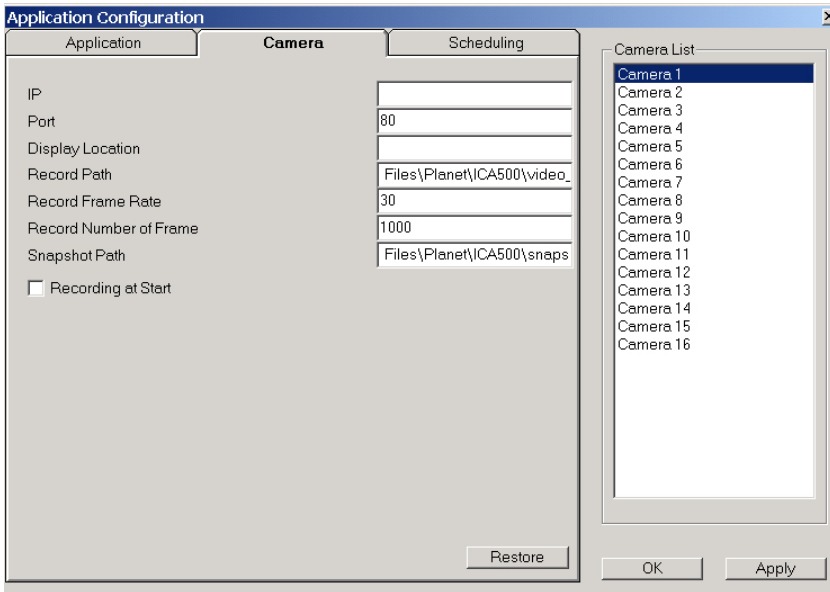 Application Configuration
Application
Camera
Scheduling
IP
Port
80
Display Location
Record Path
Files\Planet\ICA500\video_
Record Frame Rate
30
Record Number of Frame
1000
Snapshot Path
Files\Planet\ICA500\snaps
Recording at Start
Restore
Camera List
Camera 1
Camera 2
Camera 3
Camera 4
Camera 5
Camera 6
Camera 7
Camera 8
Camera 9
Camera 10
Camera 11
Camera 12
Camera 13
Camera 14
Camera 15
Camera 16
OK
Apply